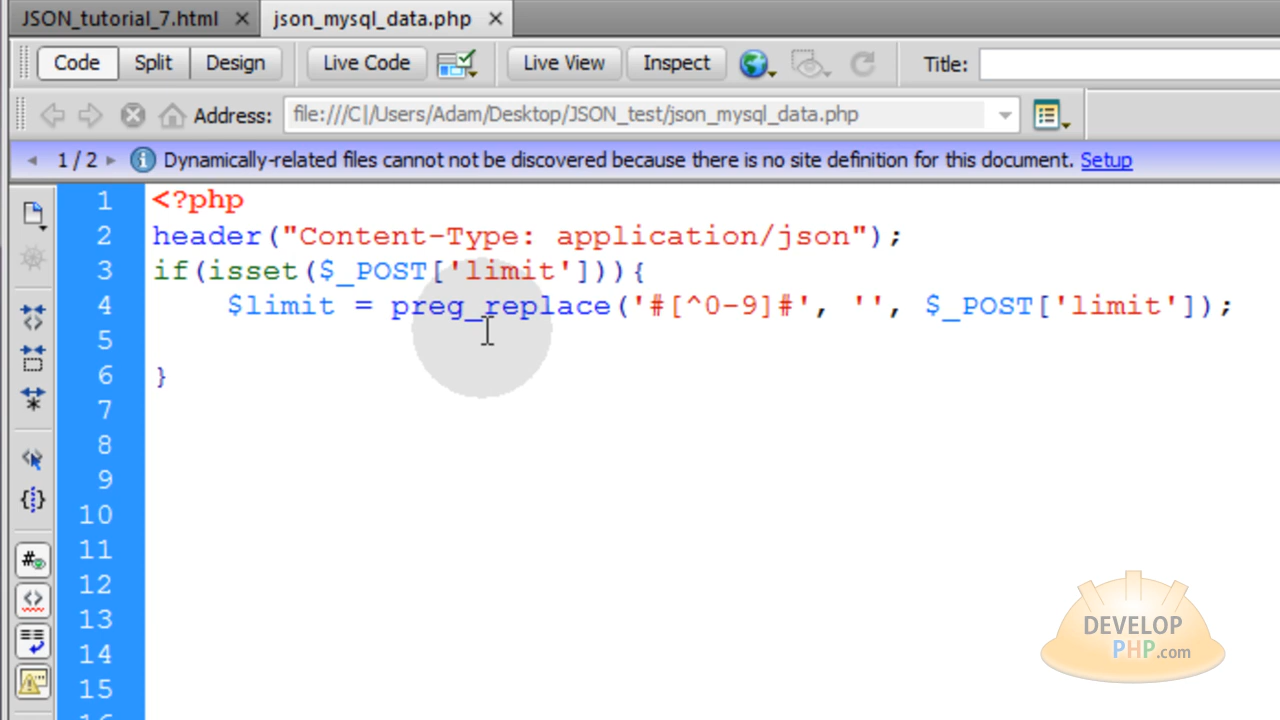 JSON_tutorial_7.html json_mysql_data.php
Code Split Design Live Code Live View Inspect Title:
Address: file:///C|/Users/Adam/Desktop/JSON_test/json_mysql_data.php
1 / 2 Dynamically-related files cannot not be discovered because there is no site definition for this document. Setup
1 <?php
2 header("Content-Type: application/json");
3 if(isset($_POST['limit'])){
4 $limit = preg_replace('#[^0-9]#', '', $_POST['limit']);
5
6 }
7
8
9
10
11
12
13
14
15
16
DEVELOP
PHP.com